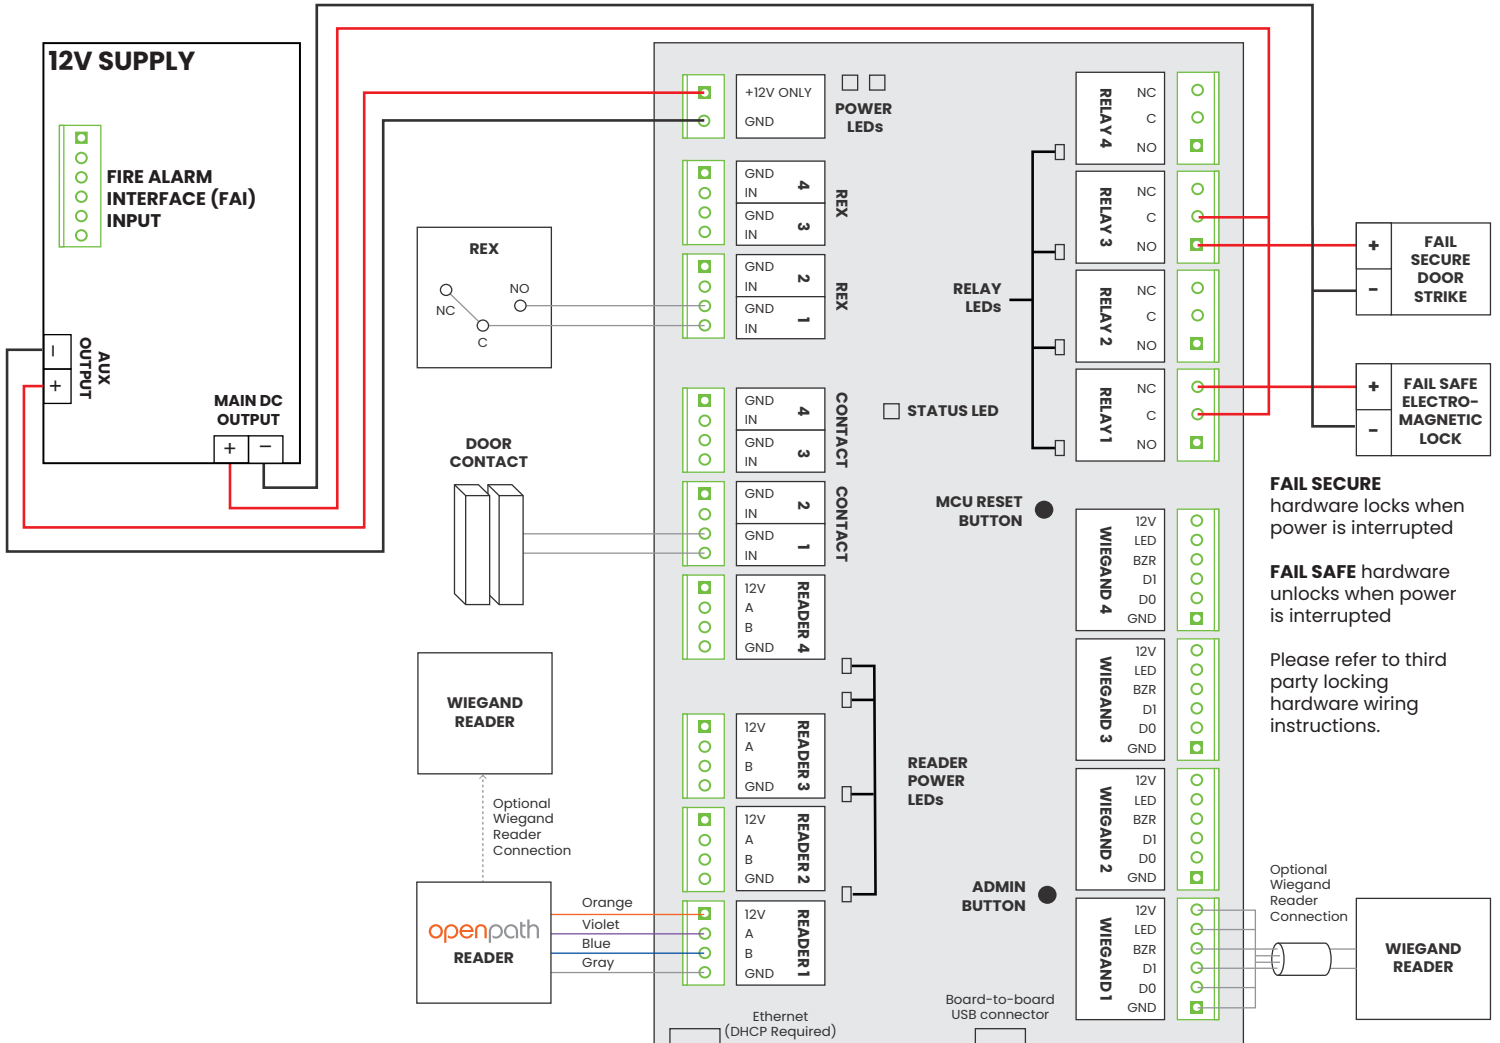 12V SUPPLY
FIRE ALARM
INTERFACE (FAI)
INPUT
AUX
OUTPUT
−
+
MAIN DC
OUTPUT
+ −
REX
NC
NO
C
DOOR
CONTACT
WIEGAND
READER
Optional
Wiegand
Reader
Connection
openpath
READER
Orange
Violet
Blue
Gray
+12V ONLY
GND
POWER
LEDs
GND
IN
4
GND
IN
3
REX
GND
IN
2
GND
IN
1
REX
GND
IN
4
GND
IN
3
CONTACT
GND
IN
2
GND
IN
1
CONTACT
12V
A
B
GND
READER 4
12V
A
B
GND
READER 3
12V
A
B
GND
READER 2
12V
A
B
GND
READER 1
READER
POWER
LEDs
Ethernet
(DHCP Required)
RELAY
LEDs
STATUS LED
MCU RESET
BUTTON
ADMIN
BUTTON
Board-to-board
USB connector
RELAY 4
NC
C
NO
RELAY 3
NC
C
NO
RELAY 2
NC
C
NO
RELAY 1
NC
C
NO
WIEGAND 4
12V
LED
BZR
D1
D0
GND
WIEGAND 3
12V
LED
BZR
D1
D0
GND
WIEGAND 2
12V
LED
BZR
D1
D0
GND
WIEGAND 1
12V
LED
BZR
D1
D0
GND
+
−
FAIL
SECURE
DOOR
STRIKE
+
−
FAIL SAFE
ELECTRO-
MAGNETIC
LOCK
FAIL SECURE
hardware locks when
power is interrupted
FAIL SAFE hardware
unlocks when power
is interrupted
Please refer to third
party locking
hardware wiring
instructions.
Optional
Wiegand
Reader
Connection
WIEGAND
READER